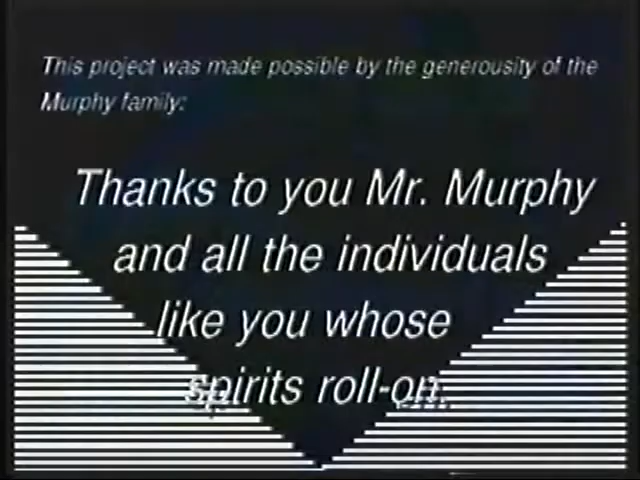 This project was made possible by the generousity of the
Murphy family:
Thanks to you Mr. Murphy
and all the individuals
like you whose
spirits roll-on.